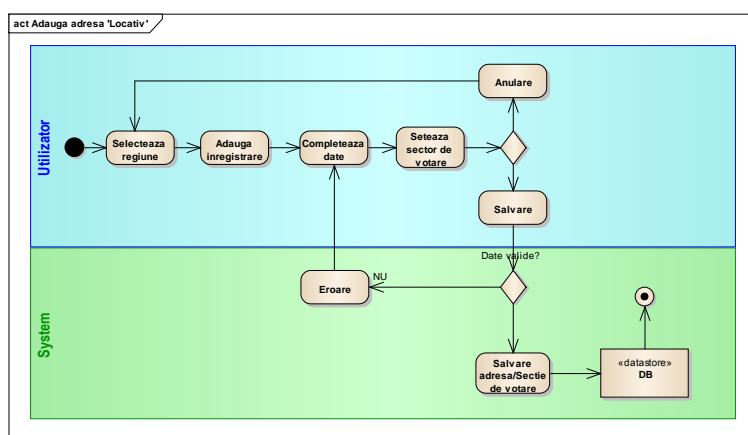 act Adauga adresa 'Locativ'
Utilizator
Anulare
Selecteaza
regiune
Adauga
inregistrare
Completeaza
date
Seteaza
sector de
votare
Salvare
System
Date valide?
NU
Eroare
Salvare
adresa/Sectie
de votare
«datastore»
DB